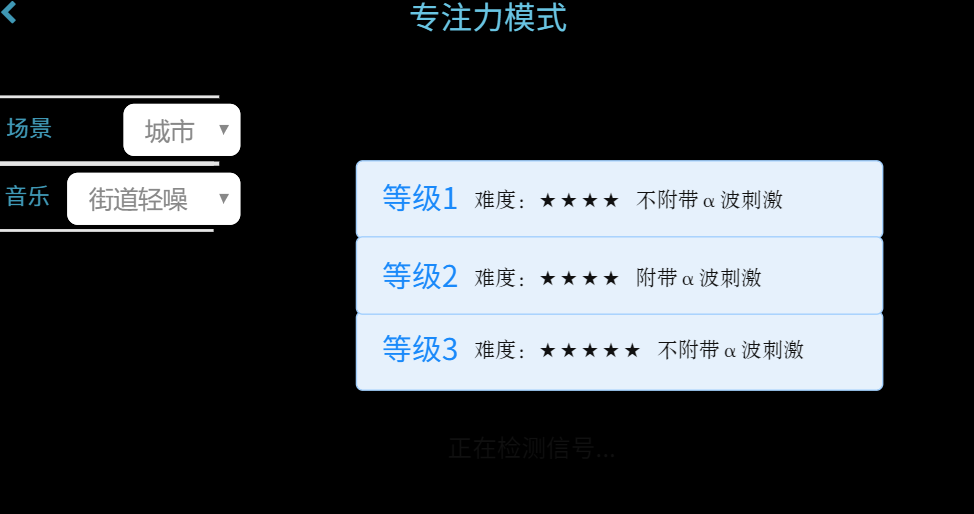 专注力模式
场景 城市
音乐 街道轻噪
等级1 难度：★★★★ 不附带α波刺激
等级2 难度：★★★★ 附带α波刺激
等级3 难度：★★★★★ 不附带α波刺激
正在检测信号...